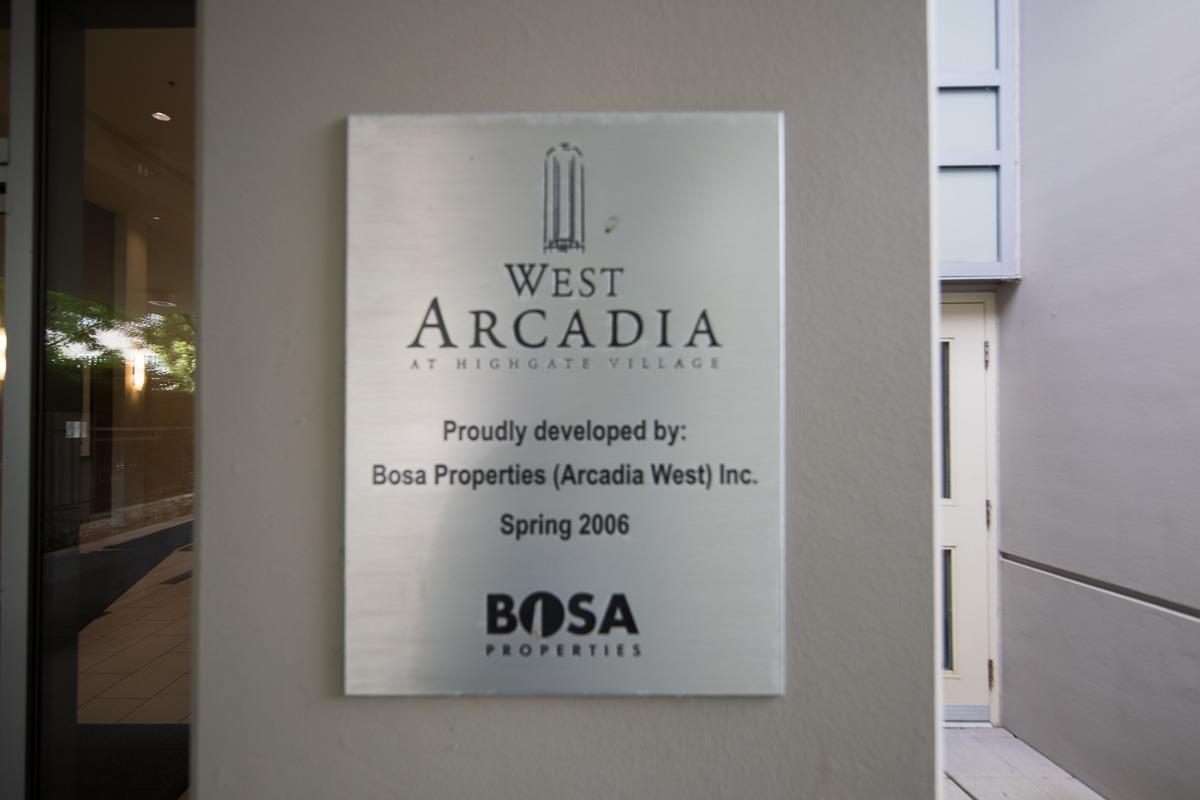 WEST
ARCADIA
AT HIGHGATE VILLAGE
Proudly developed by:
Bosa Properties (Arcadia West) Inc.
Spring 2006
BOSA
PROPERTIES